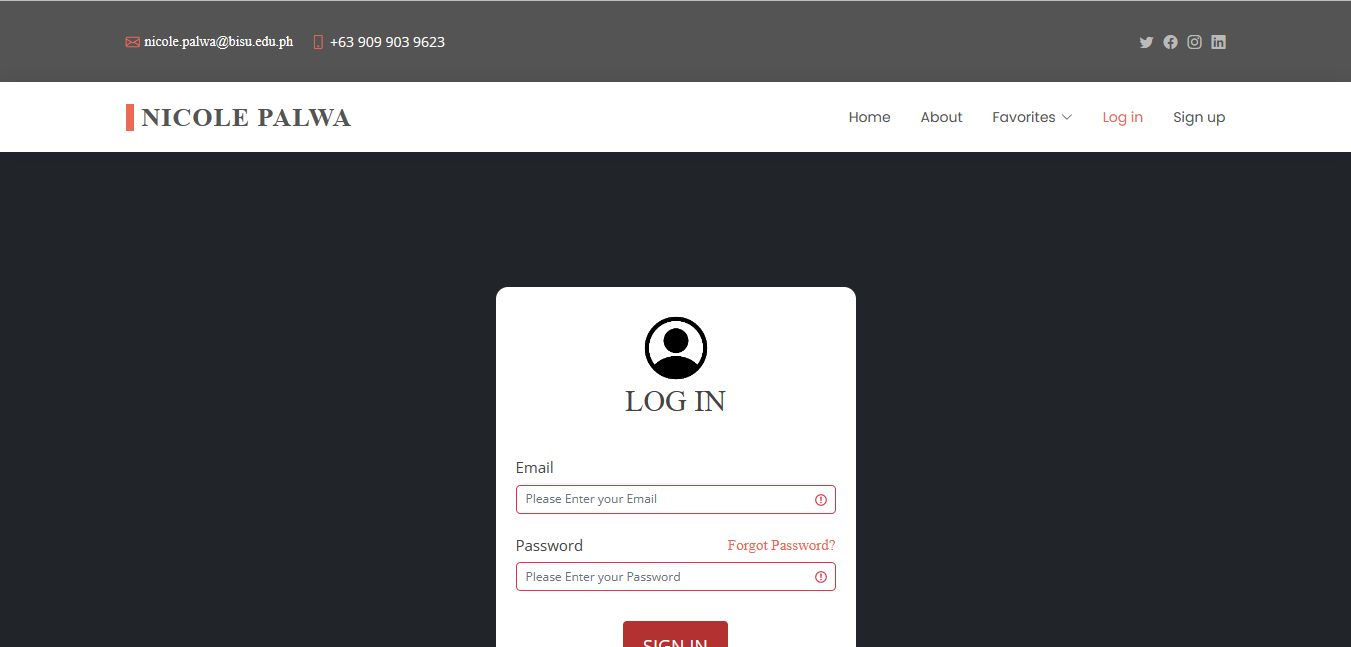 nicole.palwa@bisu.edu.ph +63 909 903 9623
NICOLE PALWA Home About Favorites Log in Sign up
LOG IN
Email
Please Enter your Email
Password Forgot Password?
Please Enter your Password
SIGN IN